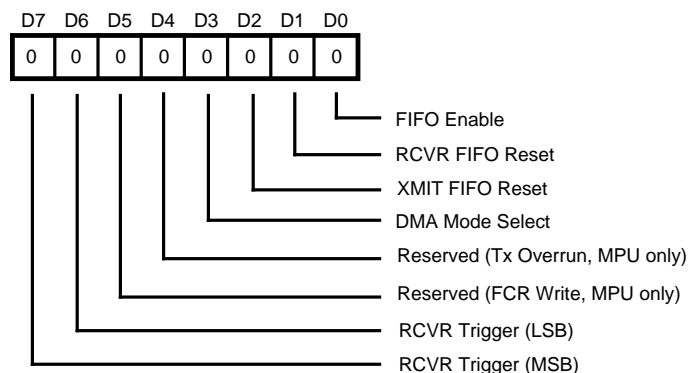 D7 D6 D5 D4 D3 D2 D1 D0
0 0 0 0 0 0 0 0
FIFO Enable
RCVR FIFO Reset
XMIT FIFO Reset
DMA Mode Select
Reserved (Tx Overrun, MPU only)
Reserved (FCR Write, MPU only)
RCVR Trigger (LSB)
RCVR Trigger (MSB)